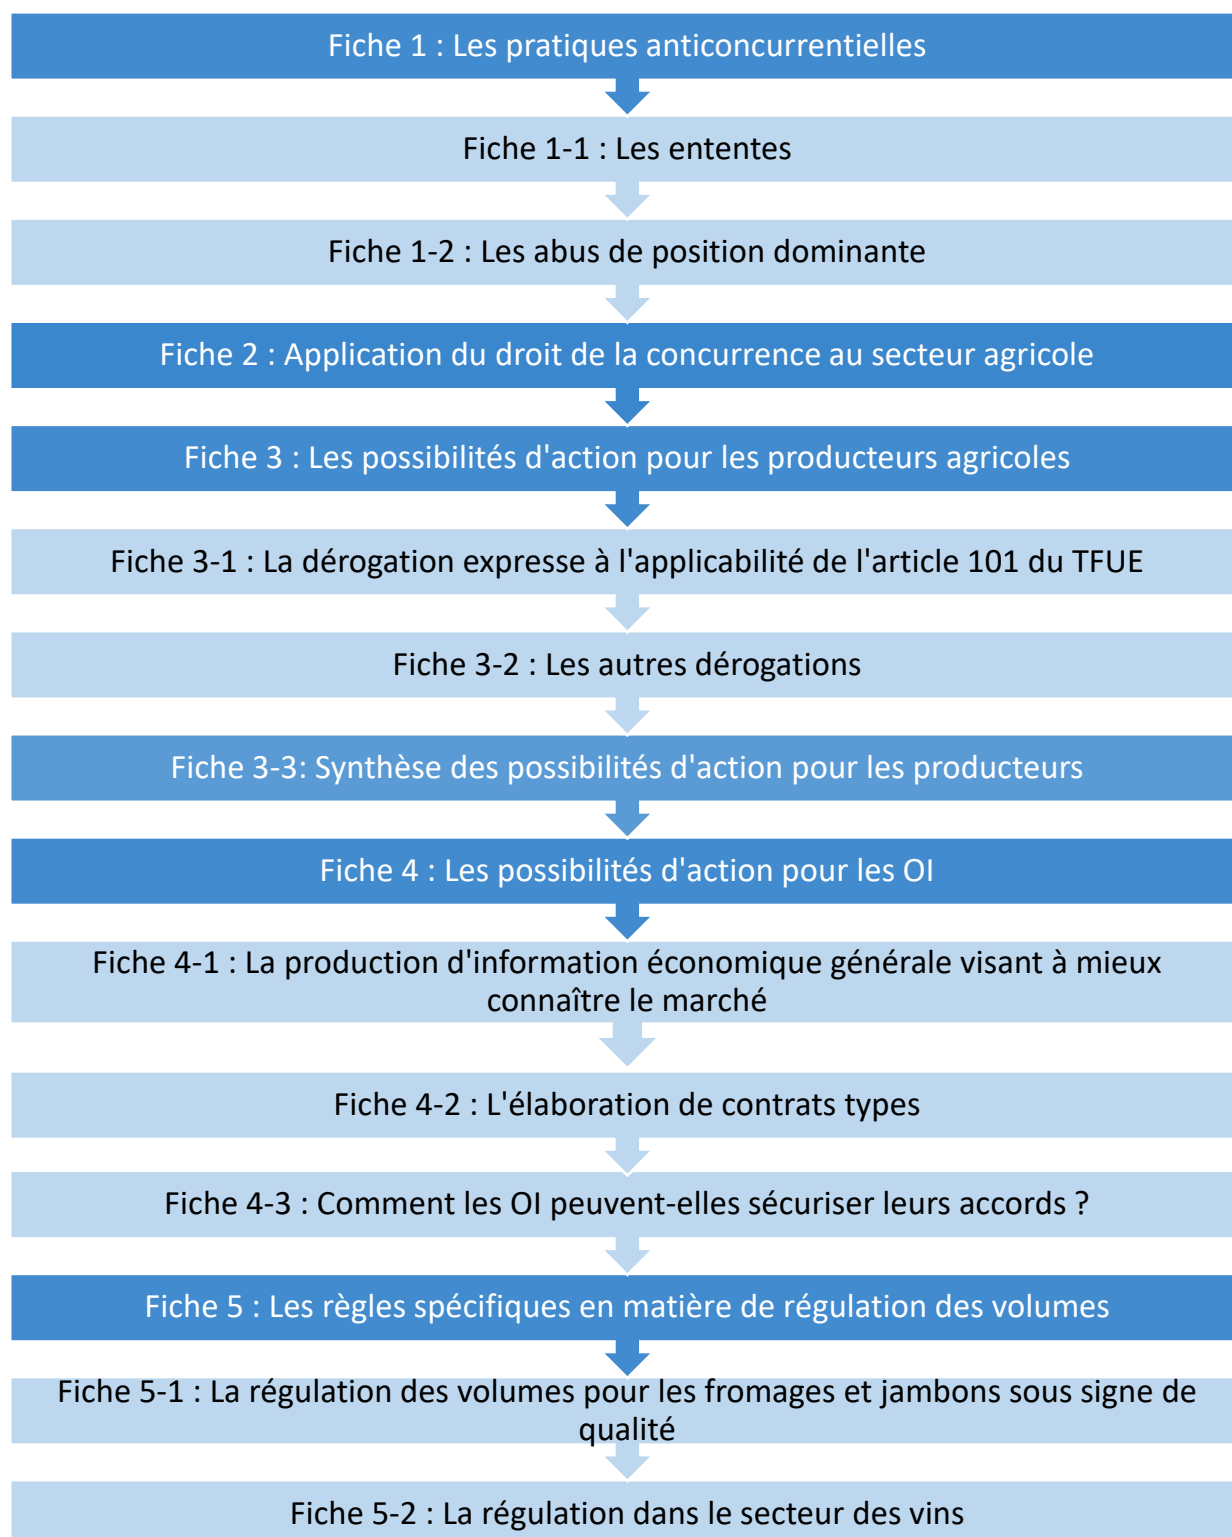 Fiche 1 : Les pratiques anticoncurrentielles
Fiche 1-1 : Les ententes
Fiche 1-2 : Les abus de position dominante
Fiche 2 : Application du droit de la concurrence au secteur agricole
Fiche 3 : Les possibilités d'action pour les producteurs agricoles
Fiche 3-1 : La dérogation expresse à l'applicabilité de l'article 101 du TFUE
Fiche 3-2 : Les autres dérogations
Fiche 3-3: Synthèse des possibilités d'action pour les producteurs
Fiche 4 : Les possibilités d'action pour les OI
Fiche 4-1 : La production d'information économique générale visant à mieux
connaître le marché
Fiche 4-2 : L'élaboration de contrats types
Fiche 4-3 : Comment les OI peuvent-elles sécuriser leurs accords ?
Fiche 5 : Les règles spécifiques en matière de régulation des volumes
Fiche 5-1 : La régulation des volumes pour les fromages et jambons sous signe de
qualité
Fiche 5-2 : La régulation dans le secteur des vins